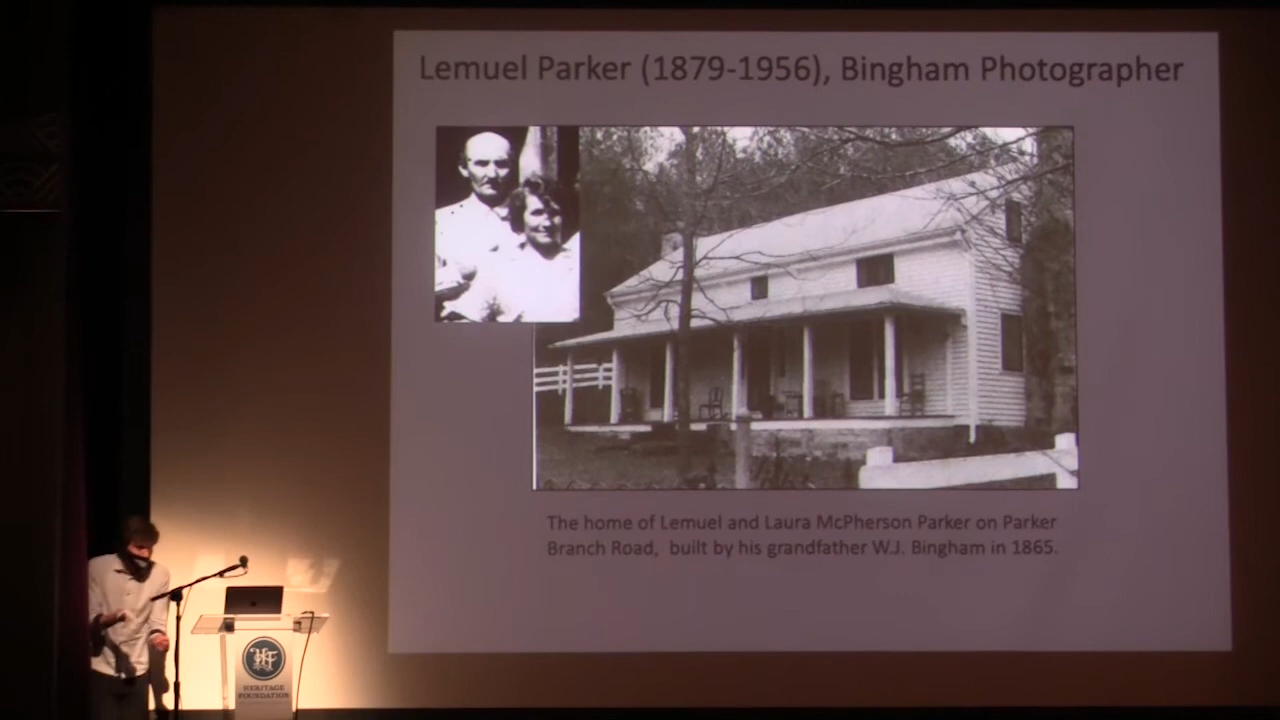 Lemuel Parker (1879-1956), Bingham Photographer
The home of Lemuel and Laura McPherson Parker on Parker
Branch Road, built by his grandfather W.J. Bingham in 1865.
HF
HERITAGE
FOUNDATION